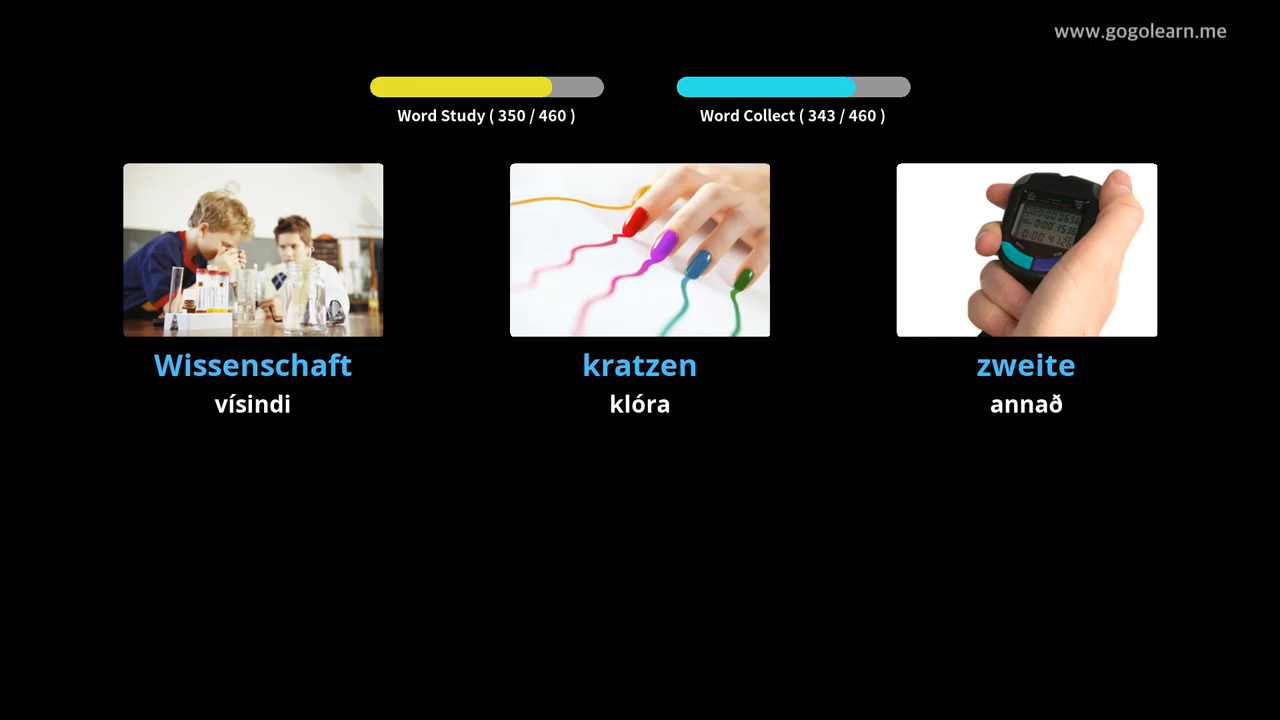 www.gogolearn.me
Word Study ( 350 / 460 )
Word Collect ( 343 / 460 )
Wissenschaft
vísindi
kratzen
klóra
zweite
annað